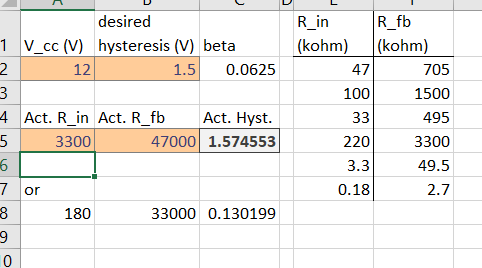 A B C D E F
desired R_in R_fb
1 V_cc (V) hysteresis (V) beta (kohm) (kohm)
2 12 1.5 0.0625 47 705
3 100 1500
4 Act. R_in Act. R_fb Act. Hyst. 33 495
5 3300 47000 1.574553 220 3300
6 3.3 49.5
7 or 0.18 2.7
8 180 33000 0.130199
9
0